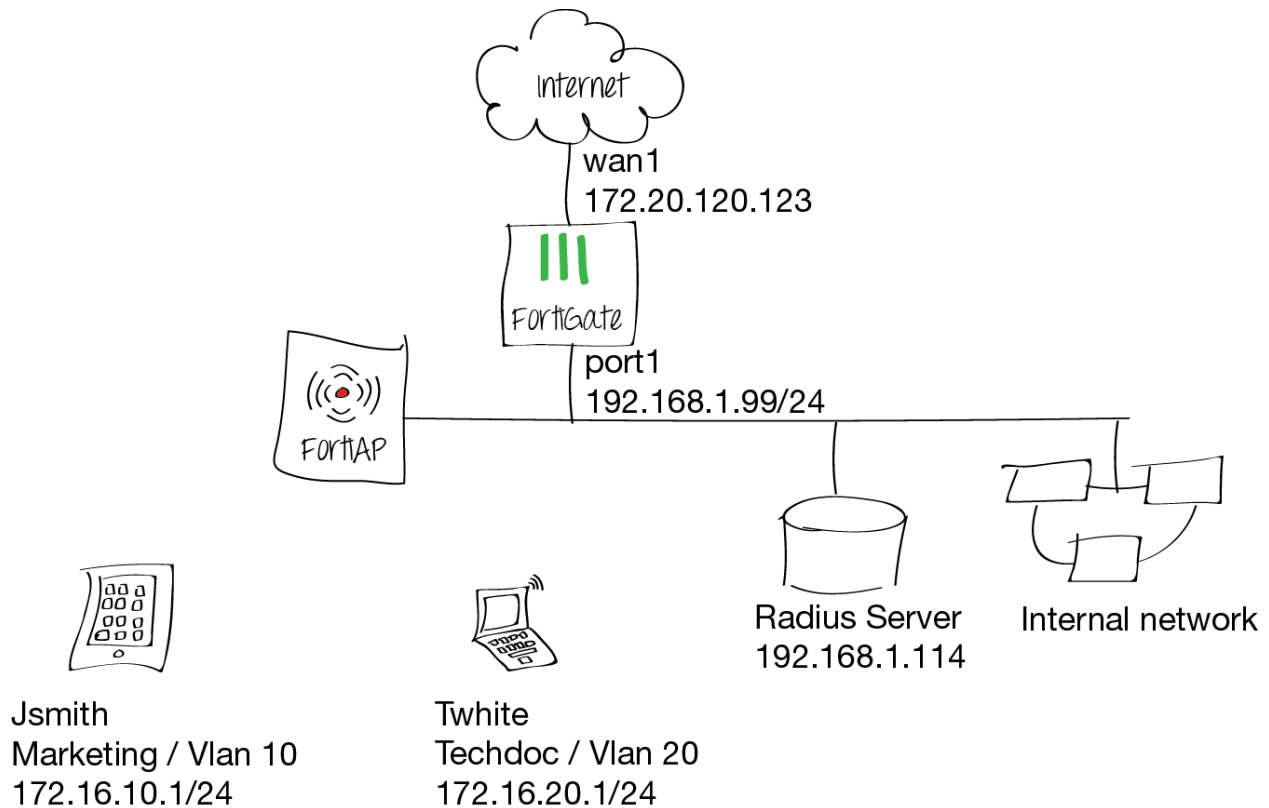 Internet
wan1
172.20.120.123
FortiGate
port1
192.168.1.99/24
FortiAP
Radius Server
192.168.1.114
Internal network
Jsmith
Marketing / Vlan 10
172.16.10.1/24
Twhite
Techdoc / Vlan 20
172.16.20.1/24